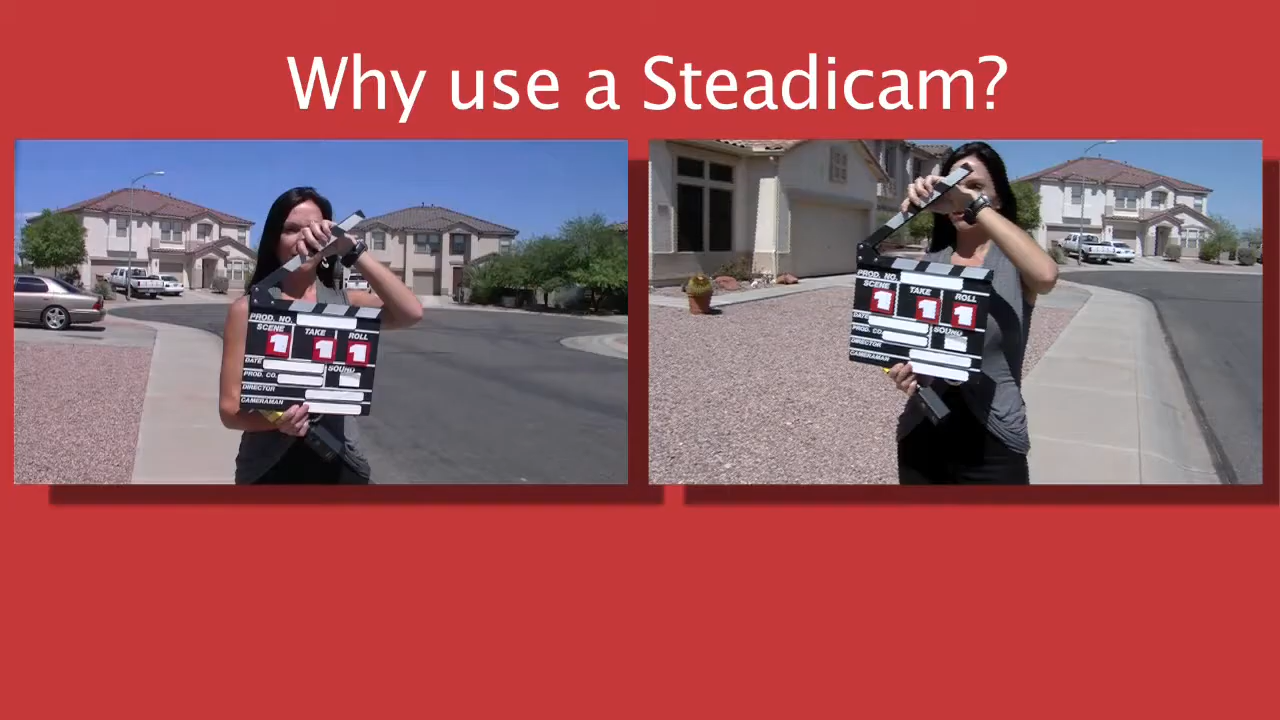 Why use a Steadicam?
PROD. NO.
SCENE TAKE ROLL
1 1 1
DATE SOUND
PROD. CO.
DIRECTOR
CAMERAMAN
PROD. NO.
SCENE TAKE ROLL
1 1 1
DATE SOUND
PROD. CO.
DIRECTOR
CAMERAMAN